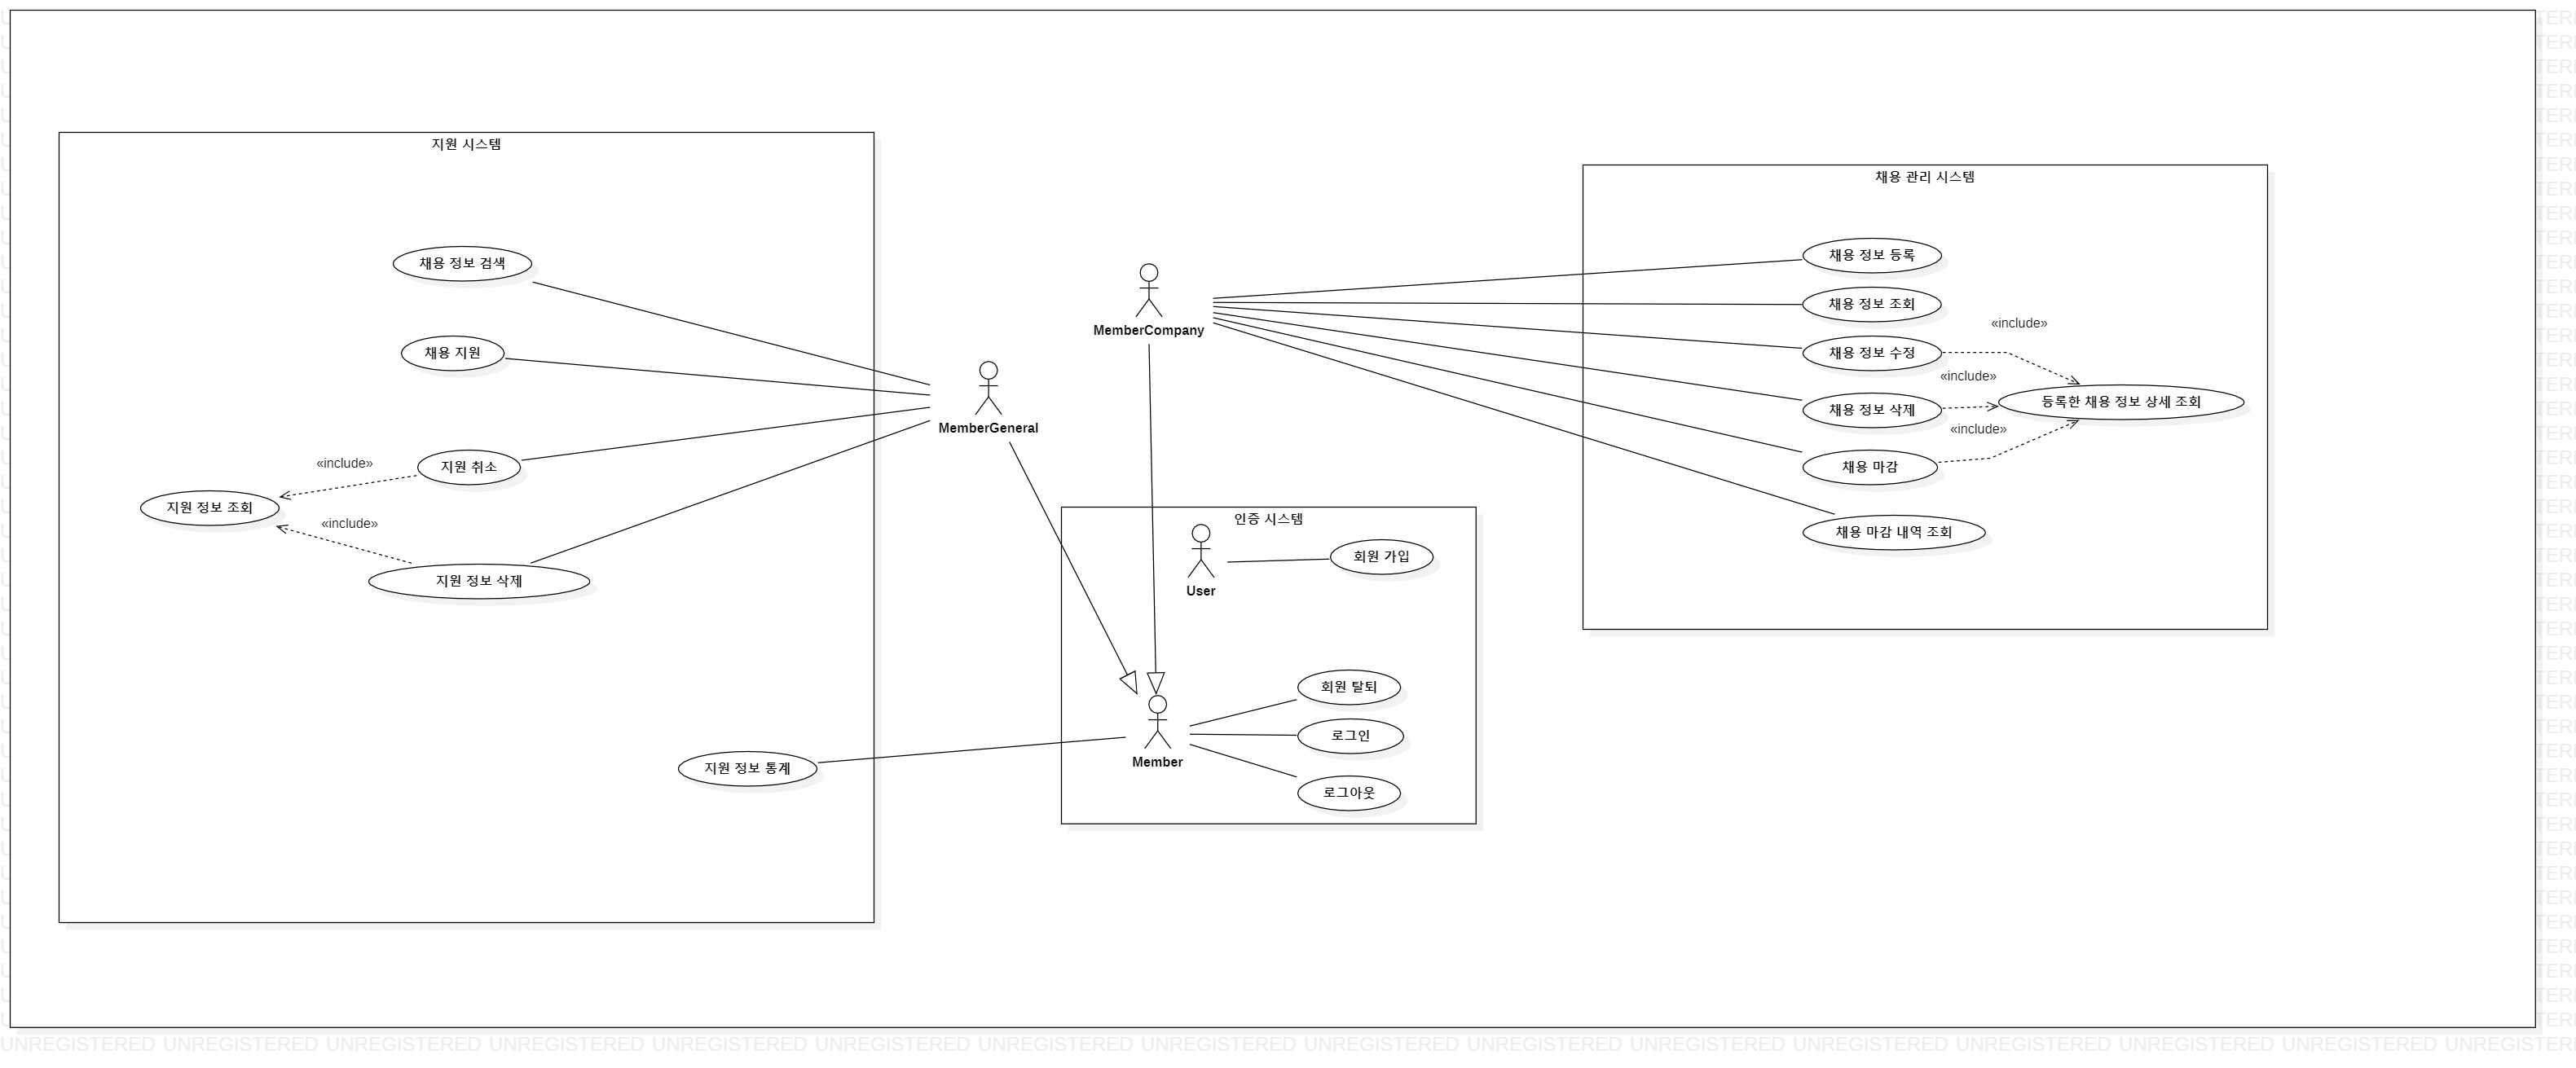 지원 시스템
채용 정보 검색
채용 지원
지원 취소
«include»
지원 정보 조회
«include»
지원 정보 삭제
지원 정보 통계
MemberGeneral
MemberCompany
인증 시스템
User
회원 가입
Member
회원 탈퇴
로그인
로그아웃
채용 관리 시스템
채용 정보 등록
채용 정보 조회
채용 정보 수정
«include»
채용 정보 삭제
«include»
등록한 채용 정보 상세 조회
채용 마감
«include»
채용 마감 내역 조회
UNREGISTERED UNREGISTERED UNREGISTERED UNREGISTERED UNREGISTERED UNREGISTERED UNREGISTERED UNREGISTERED UNREGISTERED UNREGISTERED UNREGISTERED UNREGISTERED UNREGISTERED UNREGISTERED UNREGISTERED UNREGISTERED